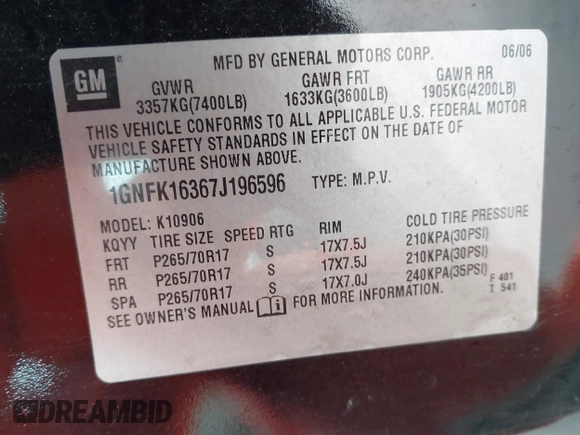 GM
MFD BY GENERAL MOTORS CORP. 06/06
GVWR GAWR FRT GAWR RR
3357KG(7400LB) 1633KG(3600LB) 1905KG(4200LB)
THIS VEHICLE CONFORMS TO ALL APPLICABLE U.S. FEDERAL MOTOR
VEHICLE SAFETY STANDARDS IN EFFECT ON THE DATE OF
MANUFACTURE SHOWN ABOVE.
1GNFK16367J196596 TYPE: M.P.V.
MODEL: K10906
KQYY TIRE SIZE SPEED RTG RIM COLD TIRE PRESSURE
FRT P265/70R17 S 17X7.5J 210KPA(30PSI)
RR P265/70R17 S 17X7.5J 210KPA(30PSI)
SPA P265/70R17 S 17X7.0J 240KPA(35PSI)
SEE OWNER'S MANUAL i FOR MORE INFORMATION.
F 401
T 541
DREAMBID